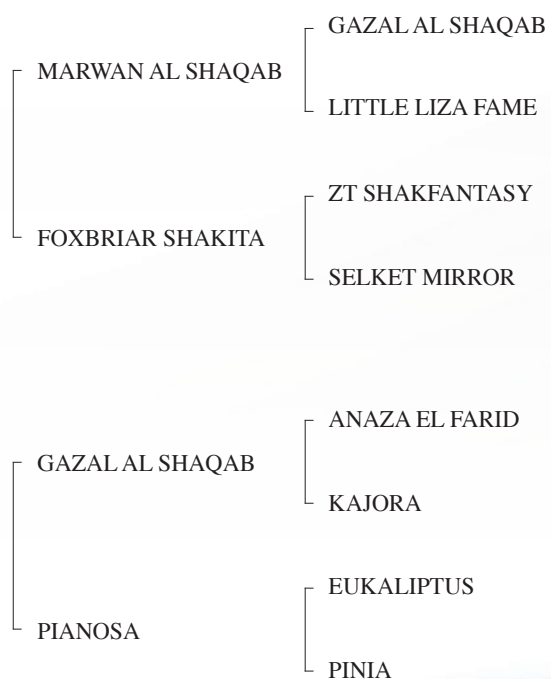 GAZAL AL SHAQAB
MARWAN AL SHAQAB
LITTLE LIZA FAME
ZT SHAKFANTASY
FOXBRIAR SHAKITA
SELKET MIRROR
ANAZA EL FARID
GAZAL AL SHAQAB
KAJORA
EUKALIPTUS
PIANOSA
PINIA